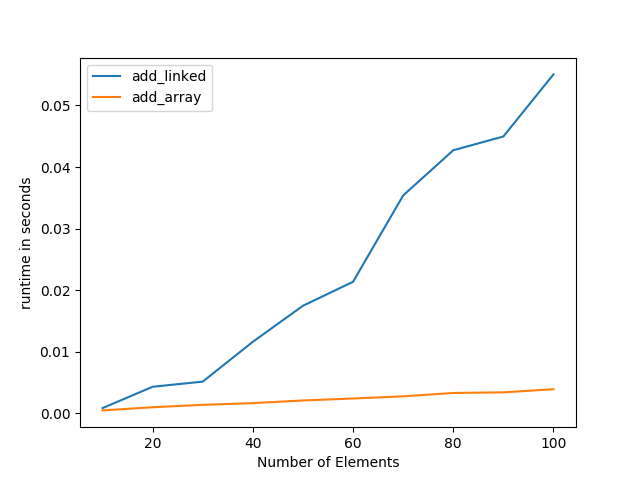 add_linked
add_array
0.05
0.04
0.03
0.02
0.01
0.00
runtime in seconds
20 40 60 80 100
Number of Elements